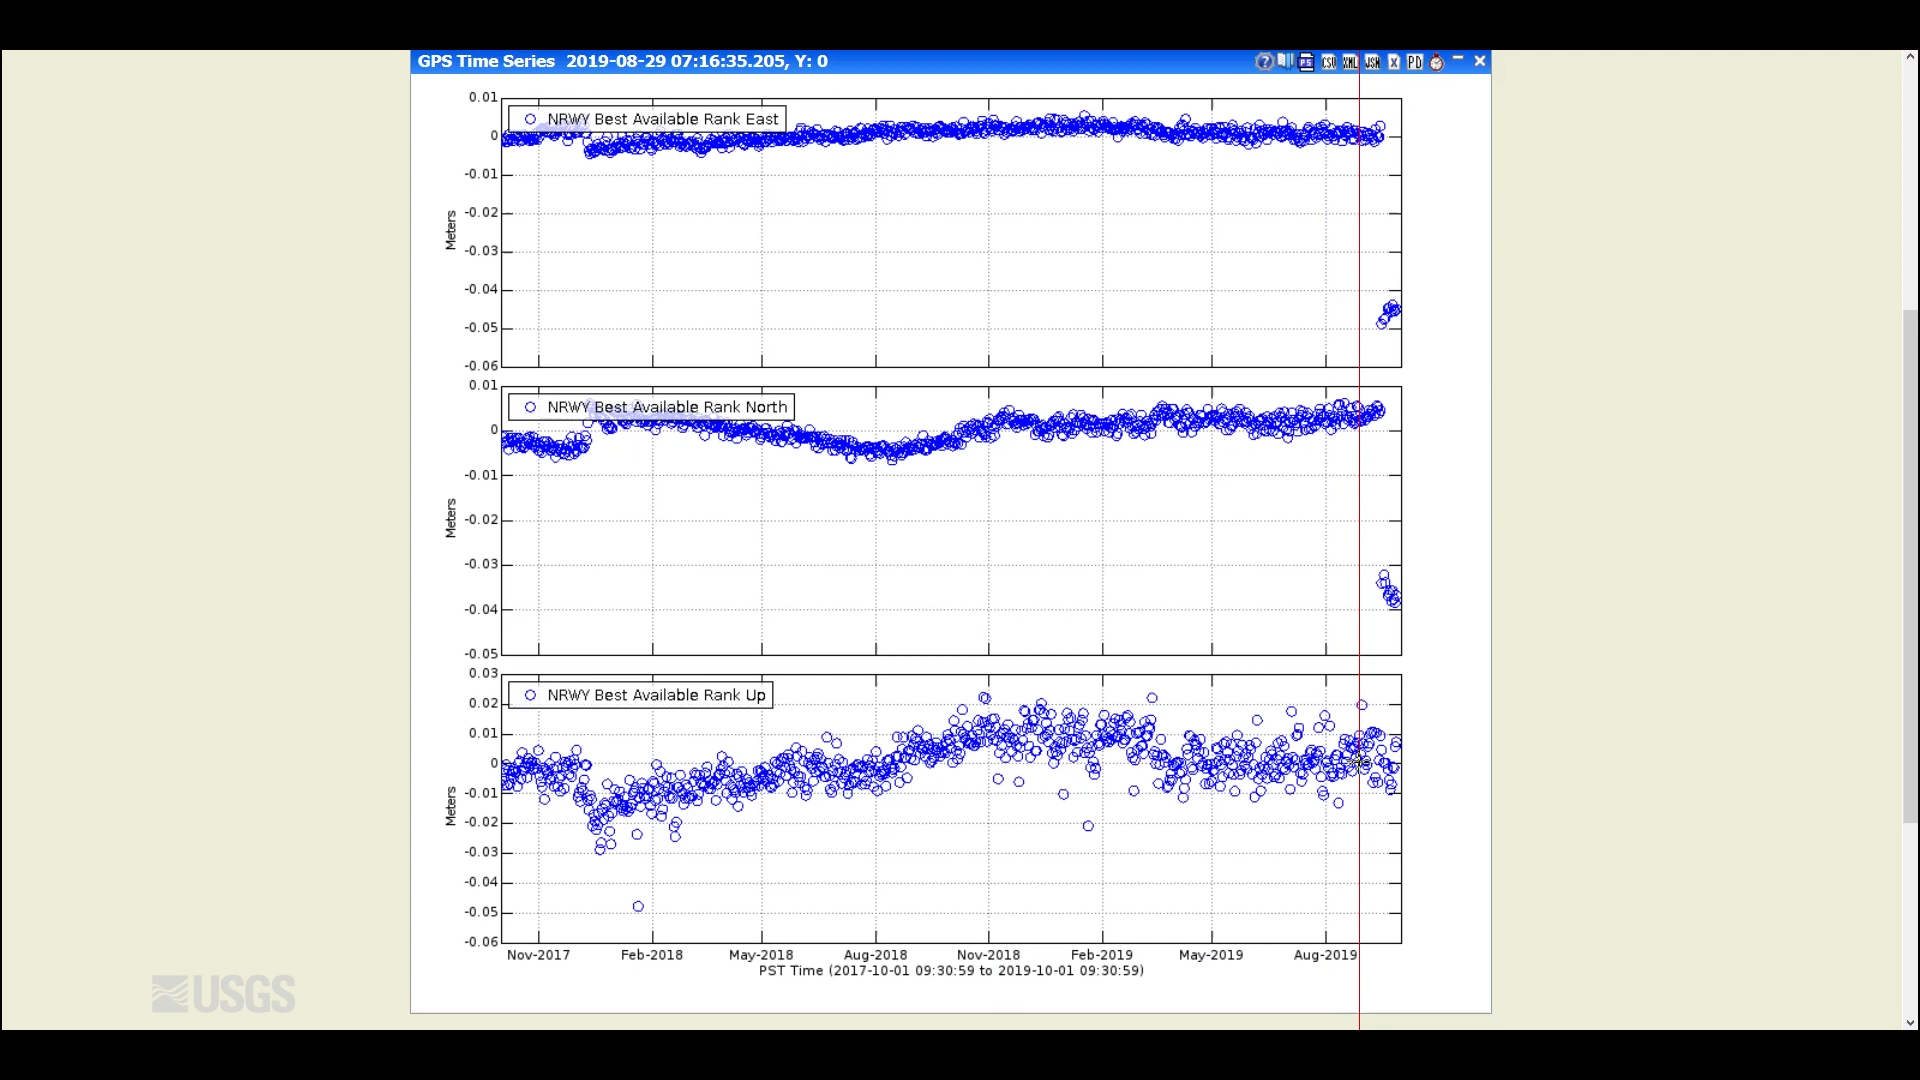 GPS Time Series 2019-08-29 07:16:35.205, Y: 0
? PS CSV XML JSN X PD
0.01
NRWY Best Available Rank East
0
-0.01
-0.02
-0.03
-0.04
-0.05
-0.06
Meters
0.01
NRWY Best Available Rank North
0
-0.01
-0.02
-0.03
-0.04
-0.05
Meters
0.03
NRWY Best Available Rank Up
0.02
0.01
0
-0.01
-0.02
-0.03
-0.04
-0.05
-0.06
Meters
Nov-2017 Feb-2018 May-2018 Aug-2018 Nov-2018 Feb-2019 May-2019 Aug-2019
PST Time (2017-10-01 09:30:59 to 2019-10-01 09:30:59)
USGS